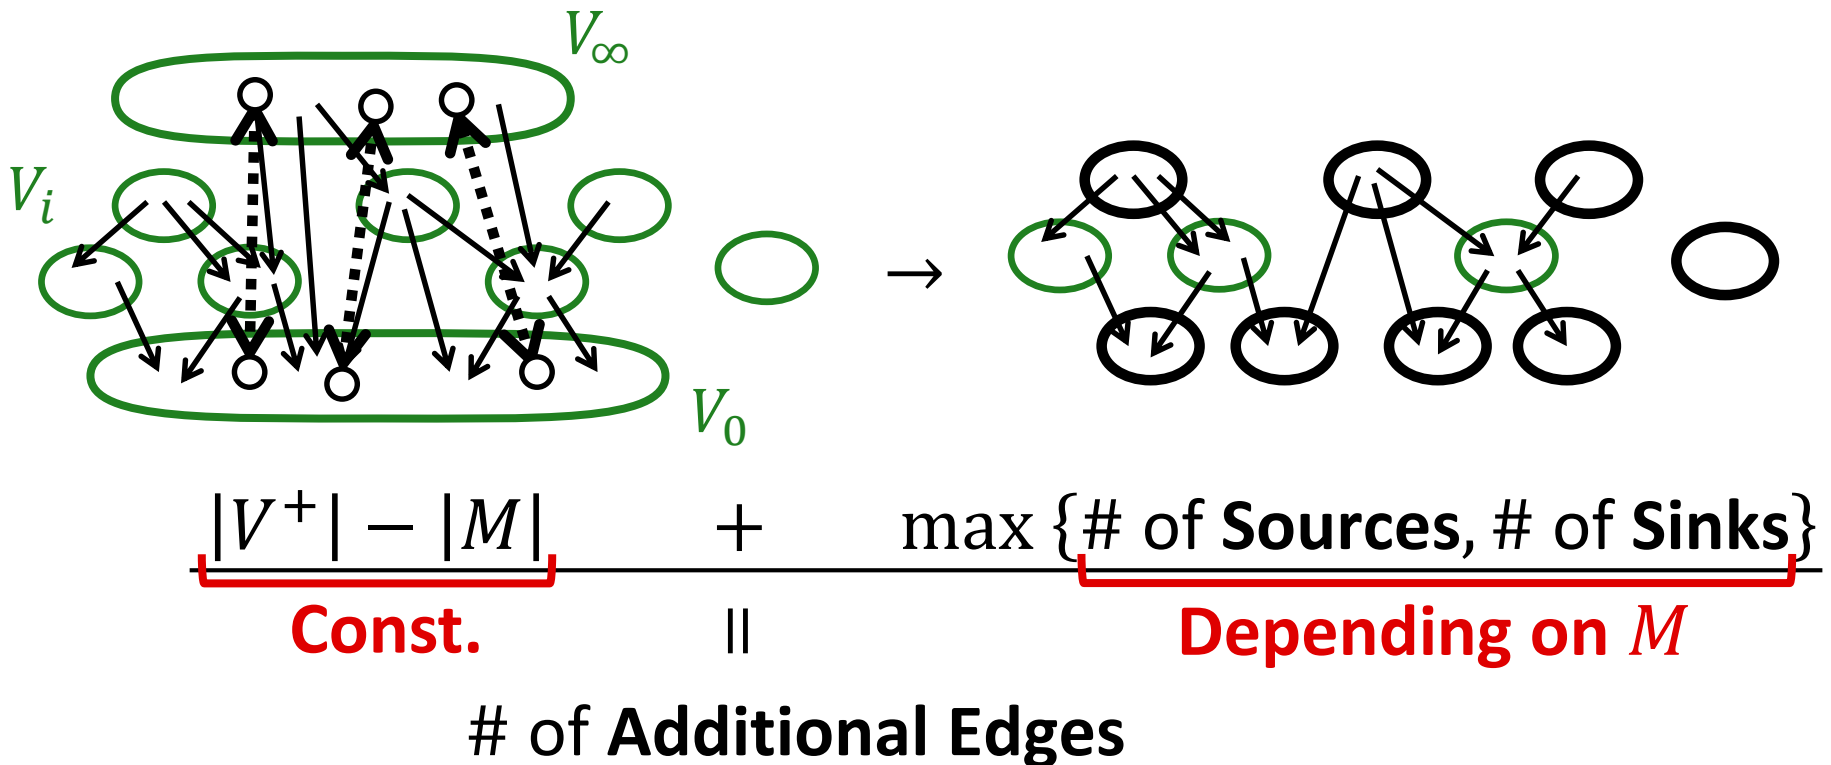 V∞
Vᵢ
→
V₀
|V⁺| − |M| + max {# of Sources, # of Sinks}
Const. || Depending on M
# of Additional Edges